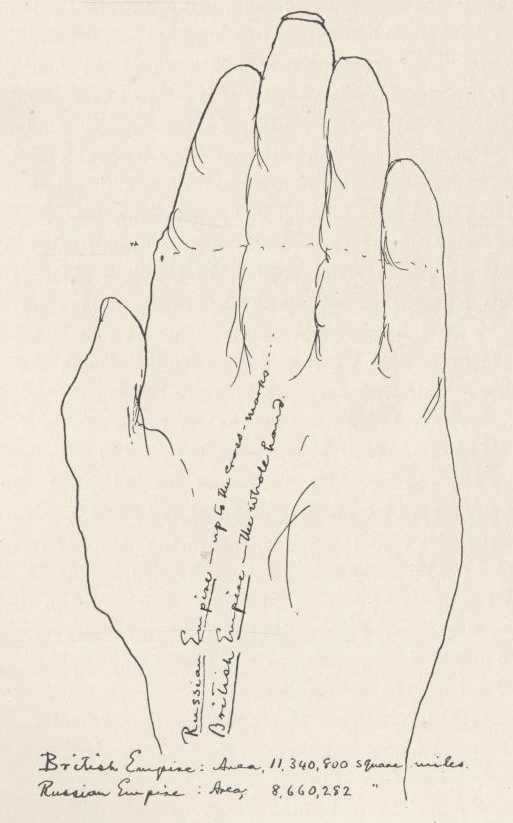 Russian Empire — up to the cross-marks....
British Empire — the whole hand.
British Empire: Area, 11,340,800 square miles.
Russian Empire : Area, 8,660,282 "